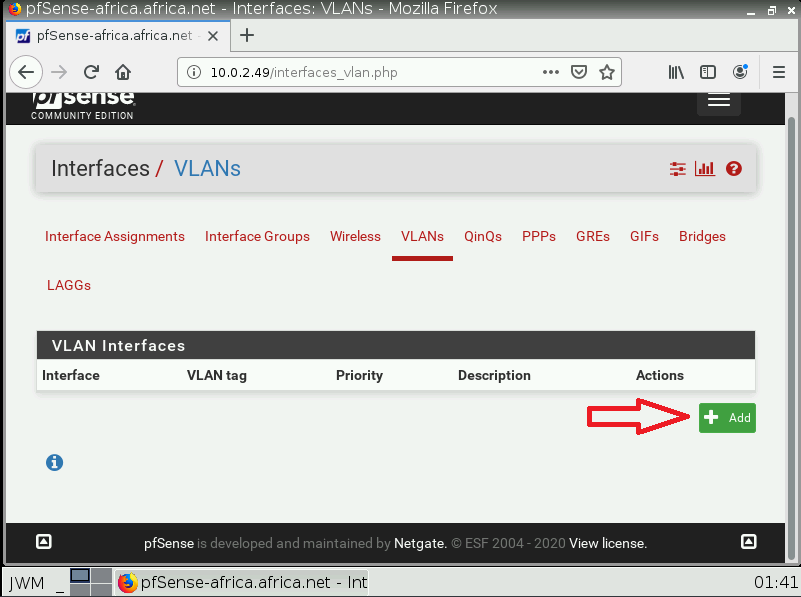 pfSense-africa.africa.net - Interfaces: VLANs - Mozilla Firefox
pfSense-africa.africa.net -
10.0.2.49/interfaces_vlan.php
pfsense
COMMUNITY EDITION
Interfaces / VLANs
Interface Assignments Interface Groups Wireless VLANs QinQs PPPs GREs GIFs Bridges
LAGGs
VLAN Interfaces
Interface VLAN tag Priority Description Actions
Add
pfSense is developed and maintained by Netgate. © ESF 2004 - 2020 View license.
JWM _ pfSense-africa.africa.net - Int 01:41